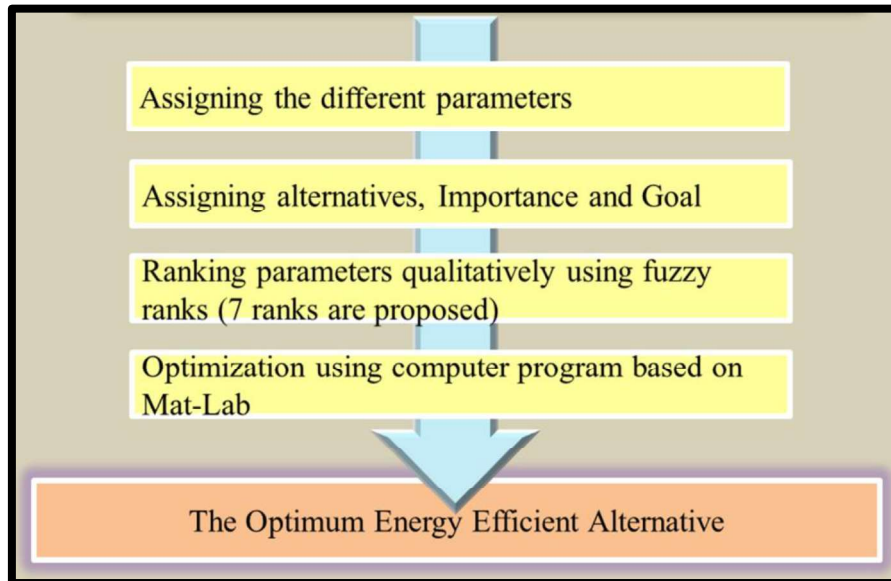 Assigning the different parameters
Assigning alternatives, Importance and Goal
Ranking parameters qualitatively using fuzzy
ranks (7 ranks are proposed)
Optimization using computer program based on
Mat-Lab
The Optimum Energy Efficient Alternative